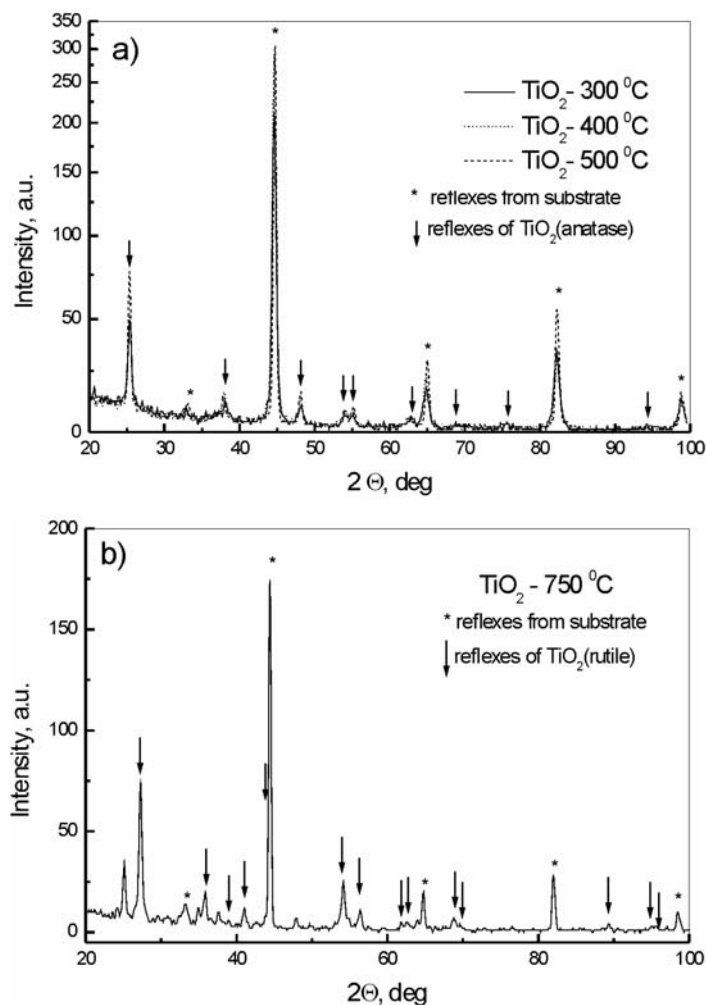 350
300
250
200
150
100
50
0
Intensity, a.u.
a)
*
TiO2- 300 0C
TiO2- 400 0C
TiO2- 500 0C
* reflexes from substrate
reflexes of TiO2(anatase)
*
*
*
*
20 30 40 50 60 70 80 90 100
2 Θ, deg
200
150
100
50
0
Intensity, a.u.
b)
*
TiO2 - 750 0C
* reflexes from substrate
reflexes of TiO2(rutile)
*
*
*
*
20 40 60 80 100
2Θ, deg